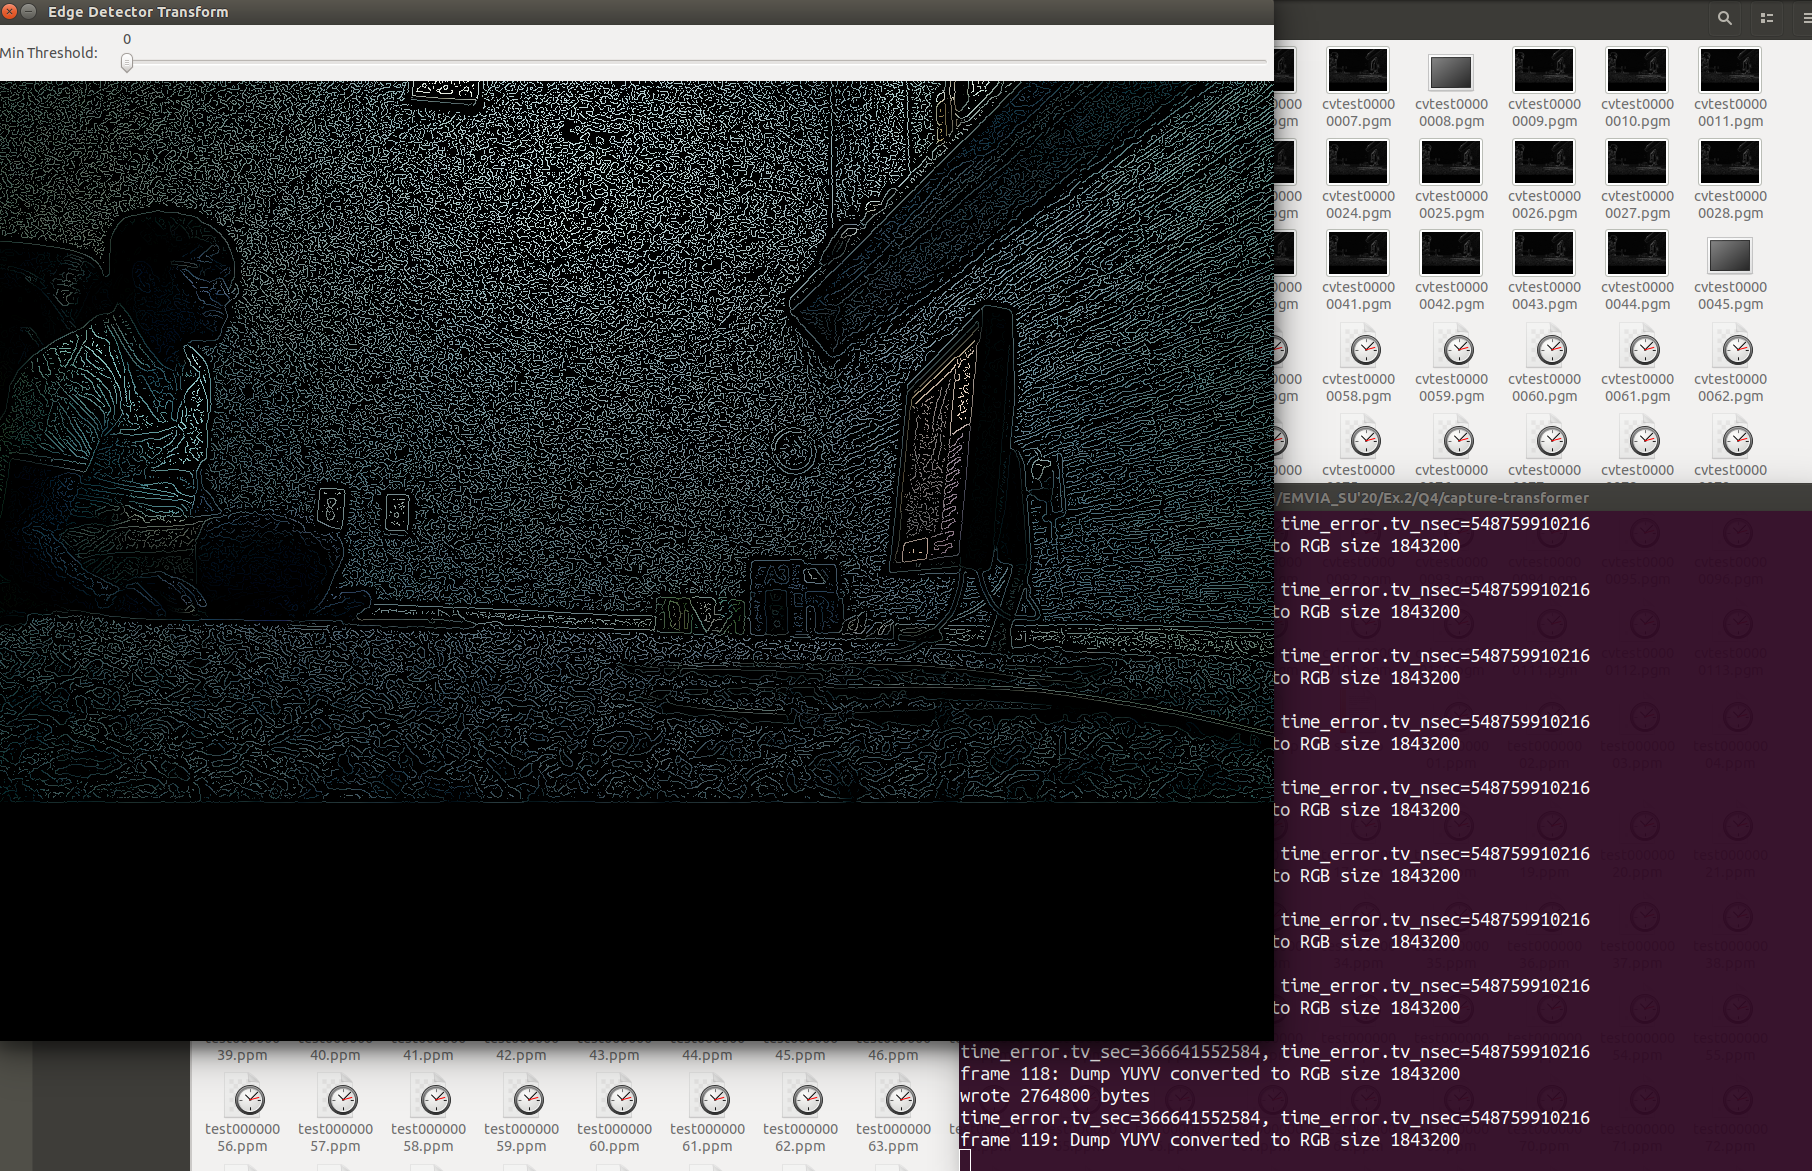 Edge Detector Transform
0
Min Threshold:
0000
cvtest0000
cvtest0000
cvtest0000
cvtest0000
cvtest0000
gm
0007.pgm
0008.pgm
0009.pgm
0010.pgm
0011.pgm
cvtest0000
cvtest0000
cvtest0000
cvtest0000
cvtest0000
gm
0024.pgm
0025.pgm
0026.pgm
0027.pgm
0028.pgm
0000
cvtest0000
cvtest0000
cvtest0000
cvtest0000
cvtest0000
gm
0041.pgm
0042.pgm
0043.pgm
0044.pgm
0045.pgm
0000
cvtest0000
cvtest0000
cvtest0000
cvtest0000
cvtest0000
gm
0058.pgm
0059.pgm
0060.pgm
0061.pgm
0062.pgm
0000
cvtest0000
cvtest0000
cvtest0000
cvtest0000
cvtest0000
/EMVIA_SU'20/Ex.2/Q4/capture-transformer
time_error.tv_nsec=548759910216
to RGB size 1843200
time_error.tv_nsec=548759910216
to RGB size 1843200
time_error.tv_nsec=548759910216
to RGB size 1843200
time_error.tv_nsec=548759910216
to RGB size 1843200
time_error.tv_nsec=548759910216
to RGB size 1843200
time_error.tv_nsec=548759910216
to RGB size 1843200
time_error.tv_nsec=548759910216
to RGB size 1843200
time_error.tv_nsec=548759910216
to RGB size 1843200
time_error.tv_sec=366641552584, time_error.tv_nsec=548759910216
frame 118: Dump YUYV converted to RGB size 1843200
wrote 2764800 bytes
time_error.tv_sec=366641552584, time_error.tv_nsec=548759910216
frame 119: Dump YUYV converted to RGB size 1843200
39.ppm
40.ppm
41.ppm
42.ppm
43.ppm
44.ppm
45.ppm
46.ppm
test000000
test000000
test000000
test000000
test000000
test000000
test000000
test000000
56.ppm
57.ppm
58.ppm
59.ppm
60.ppm
61.ppm
62.ppm
63.ppm